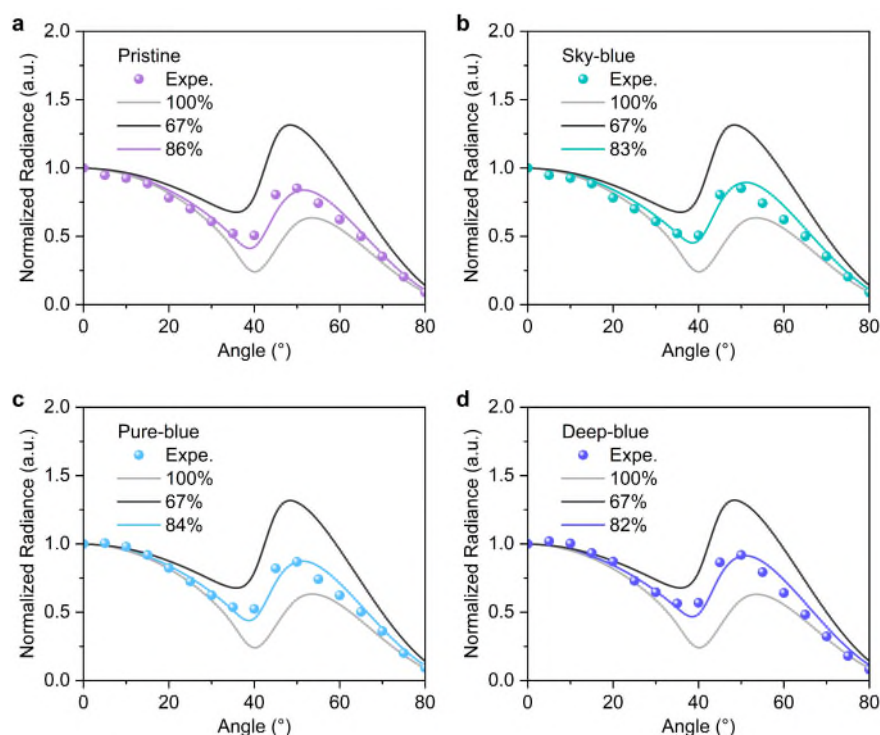 a
Pristine
Expe.
100%
67%
86%
Normalized Radiance (a.u.)
2.0
1.5
1.0
0.5
0.0
0 20 40 60 80
Angle (°)
b
Sky-blue
Expe.
100%
67%
83%
Normalized Radiance (a.u.)
2.0
1.5
1.0
0.5
0.0
0 20 40 60 80
Angle (°)
c
Pure-blue
Expe.
100%
67%
84%
Normalized Radiance (a.u.)
2.0
1.5
1.0
0.5
0.0
0 20 40 60 80
Angle (°)
d
Deep-blue
Expe.
100%
67%
82%
Normalized Radiance (a.u.)
2.0
1.5
1.0
0.5
0.0
0 20 40 60 80
Angle (°)